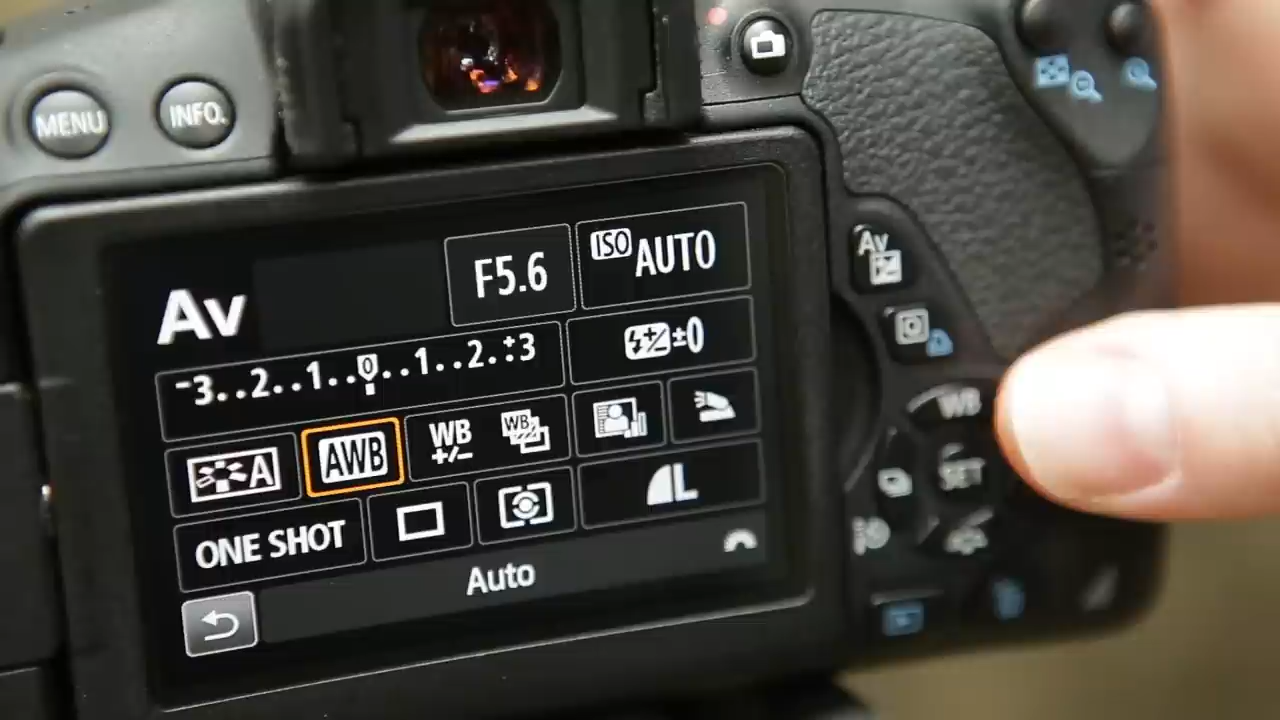 MENU
INFO.
Av
F5.6
ISO AUTO
-3..2..1..0..1..2.:+3
±0
A
AWB
WB
+/-
WB
ONE SHOT
L
Auto
Av
WB
SET